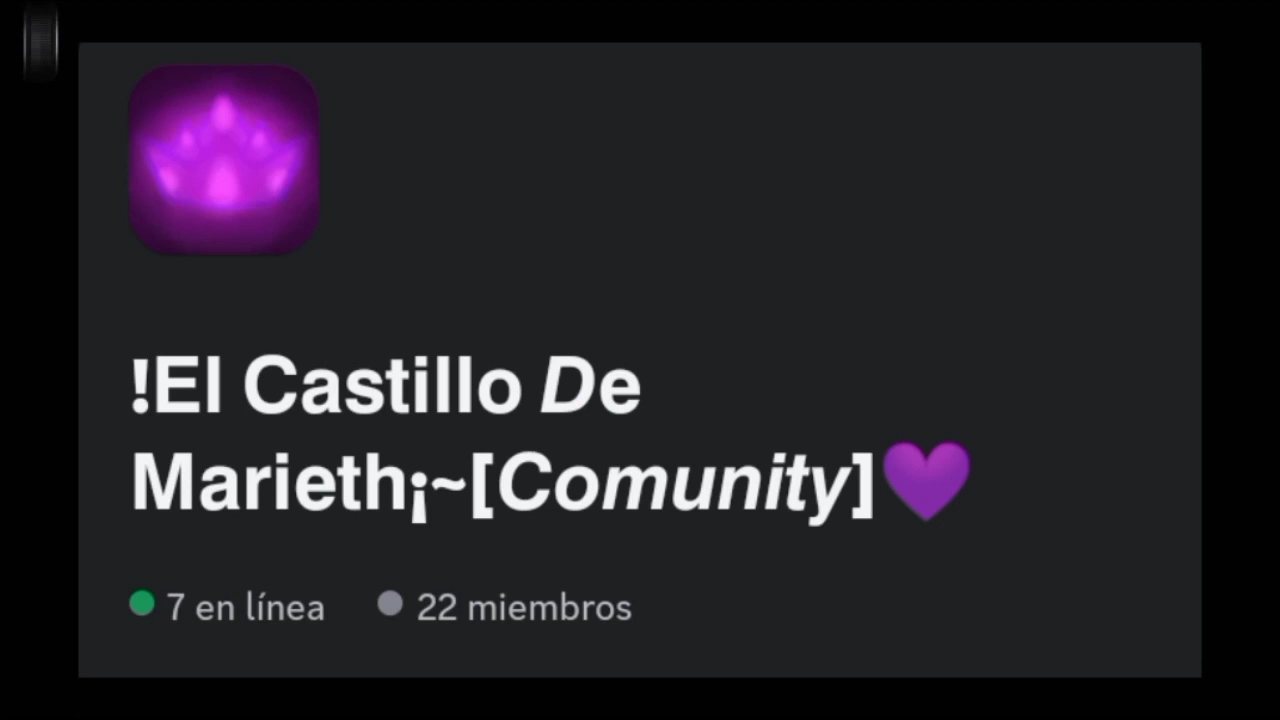 !El Castillo De
Marieth¡~[Comunity]💜
7 en línea 22 miembros